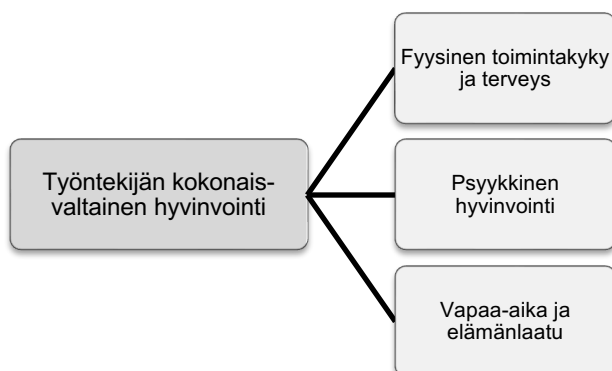 Fyysinen toimintakyky
ja terveys
Työntekijän kokonais-
valtainen hyvinvointi
Psyykkinen
hyvinvointi
Vapaa-aika ja
elämänlaatu